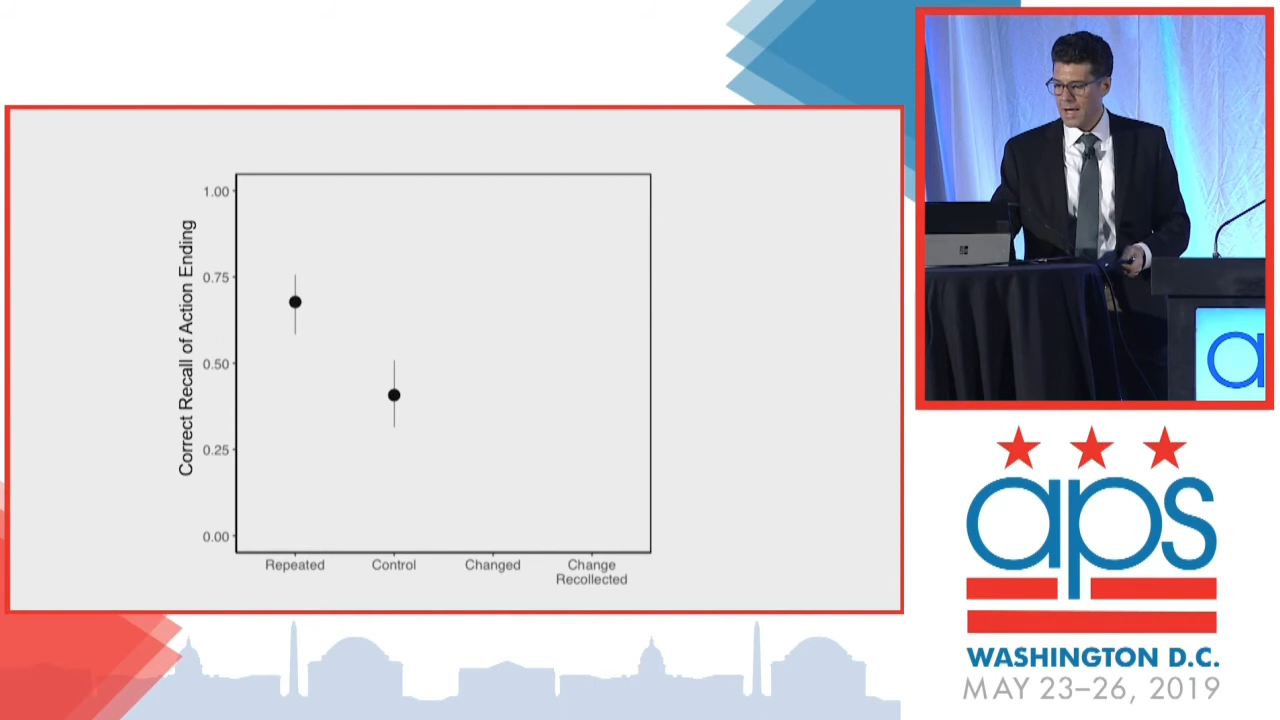 Correct Recall of Action Ending
1.00
0.75
0.50
0.25
0.00
Repeated
Control
Changed
Change
Recollected
a
aps
WASHINGTON D.C.
MAY 23–26, 2019